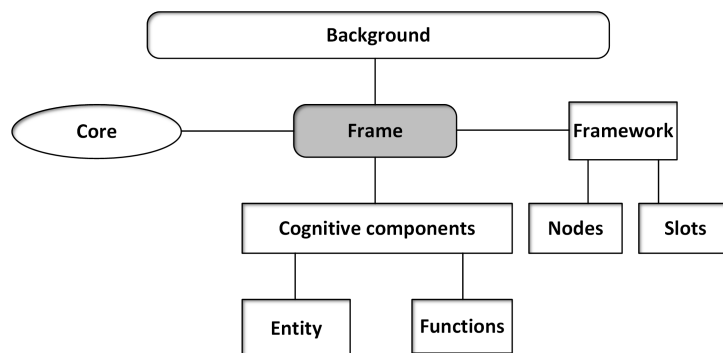 Background
Core
Frame
Framework
Cognitive components
Nodes
Slots
Entity
Functions